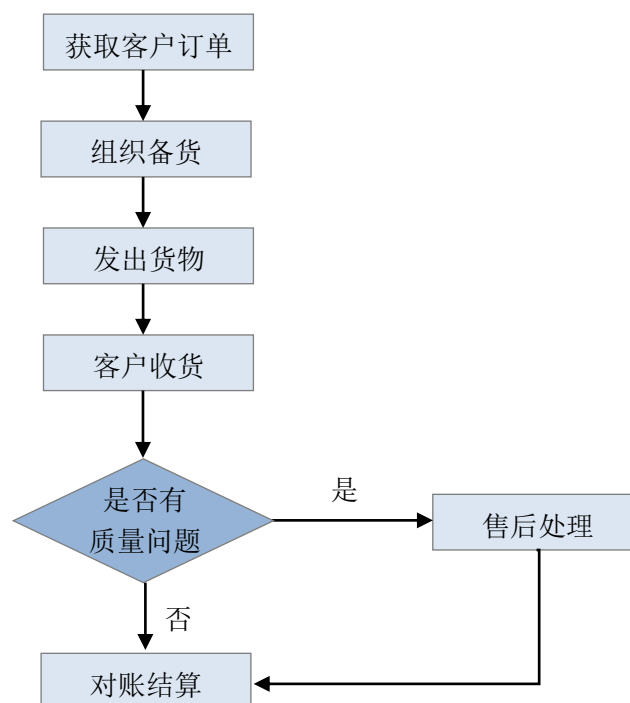 获取客户订单
组织备货
发出货物
客户收货
是否有
质量问题
是
售后处理
否
对账结算